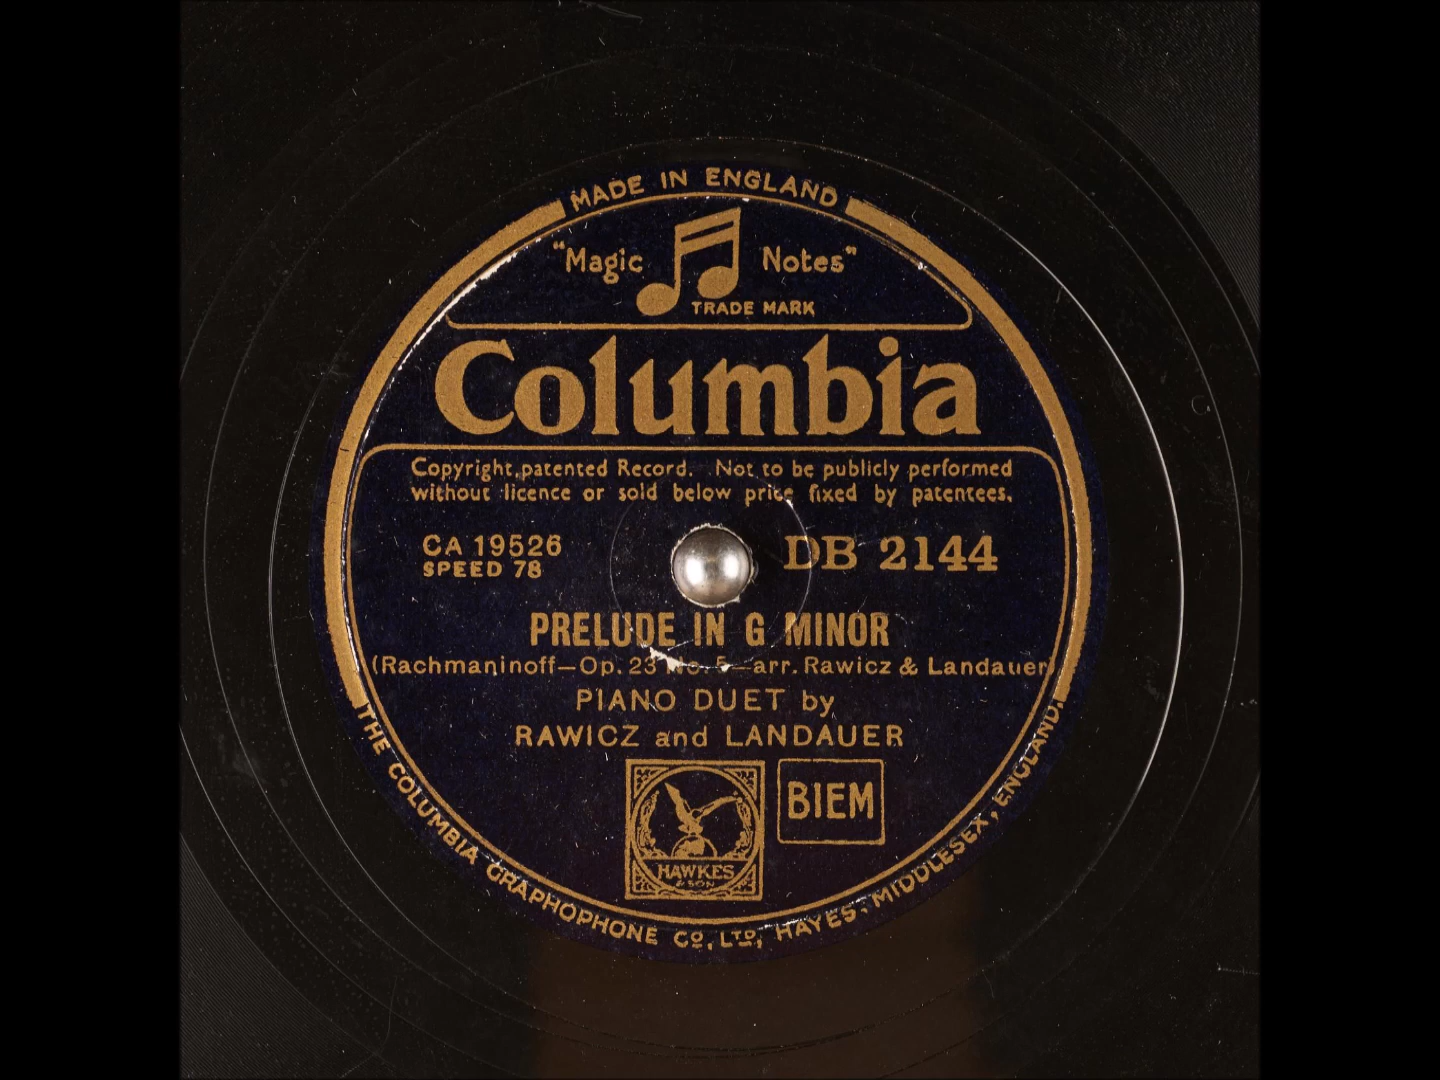 MADE IN ENGLAND
"Magic Notes"
TRADE MARK
Columbia
Copyright, patented Record. Not to be publicly performed
without licence or sold below price fixed by patentees.
CA 19526
SPEED 78
DB 2144
PRELUDE IN G MINOR
(Rachmaninoff—Op. 23 No. 5—arr. Rawicz & Landauer)
PIANO DUET by
RAWICZ and LANDAUER
HAWKES
& SON
BIEM
THE COLUMBIA GRAPHOPHONE CO, LTD, HAYES, MIDDLESEX, ENGLAND.